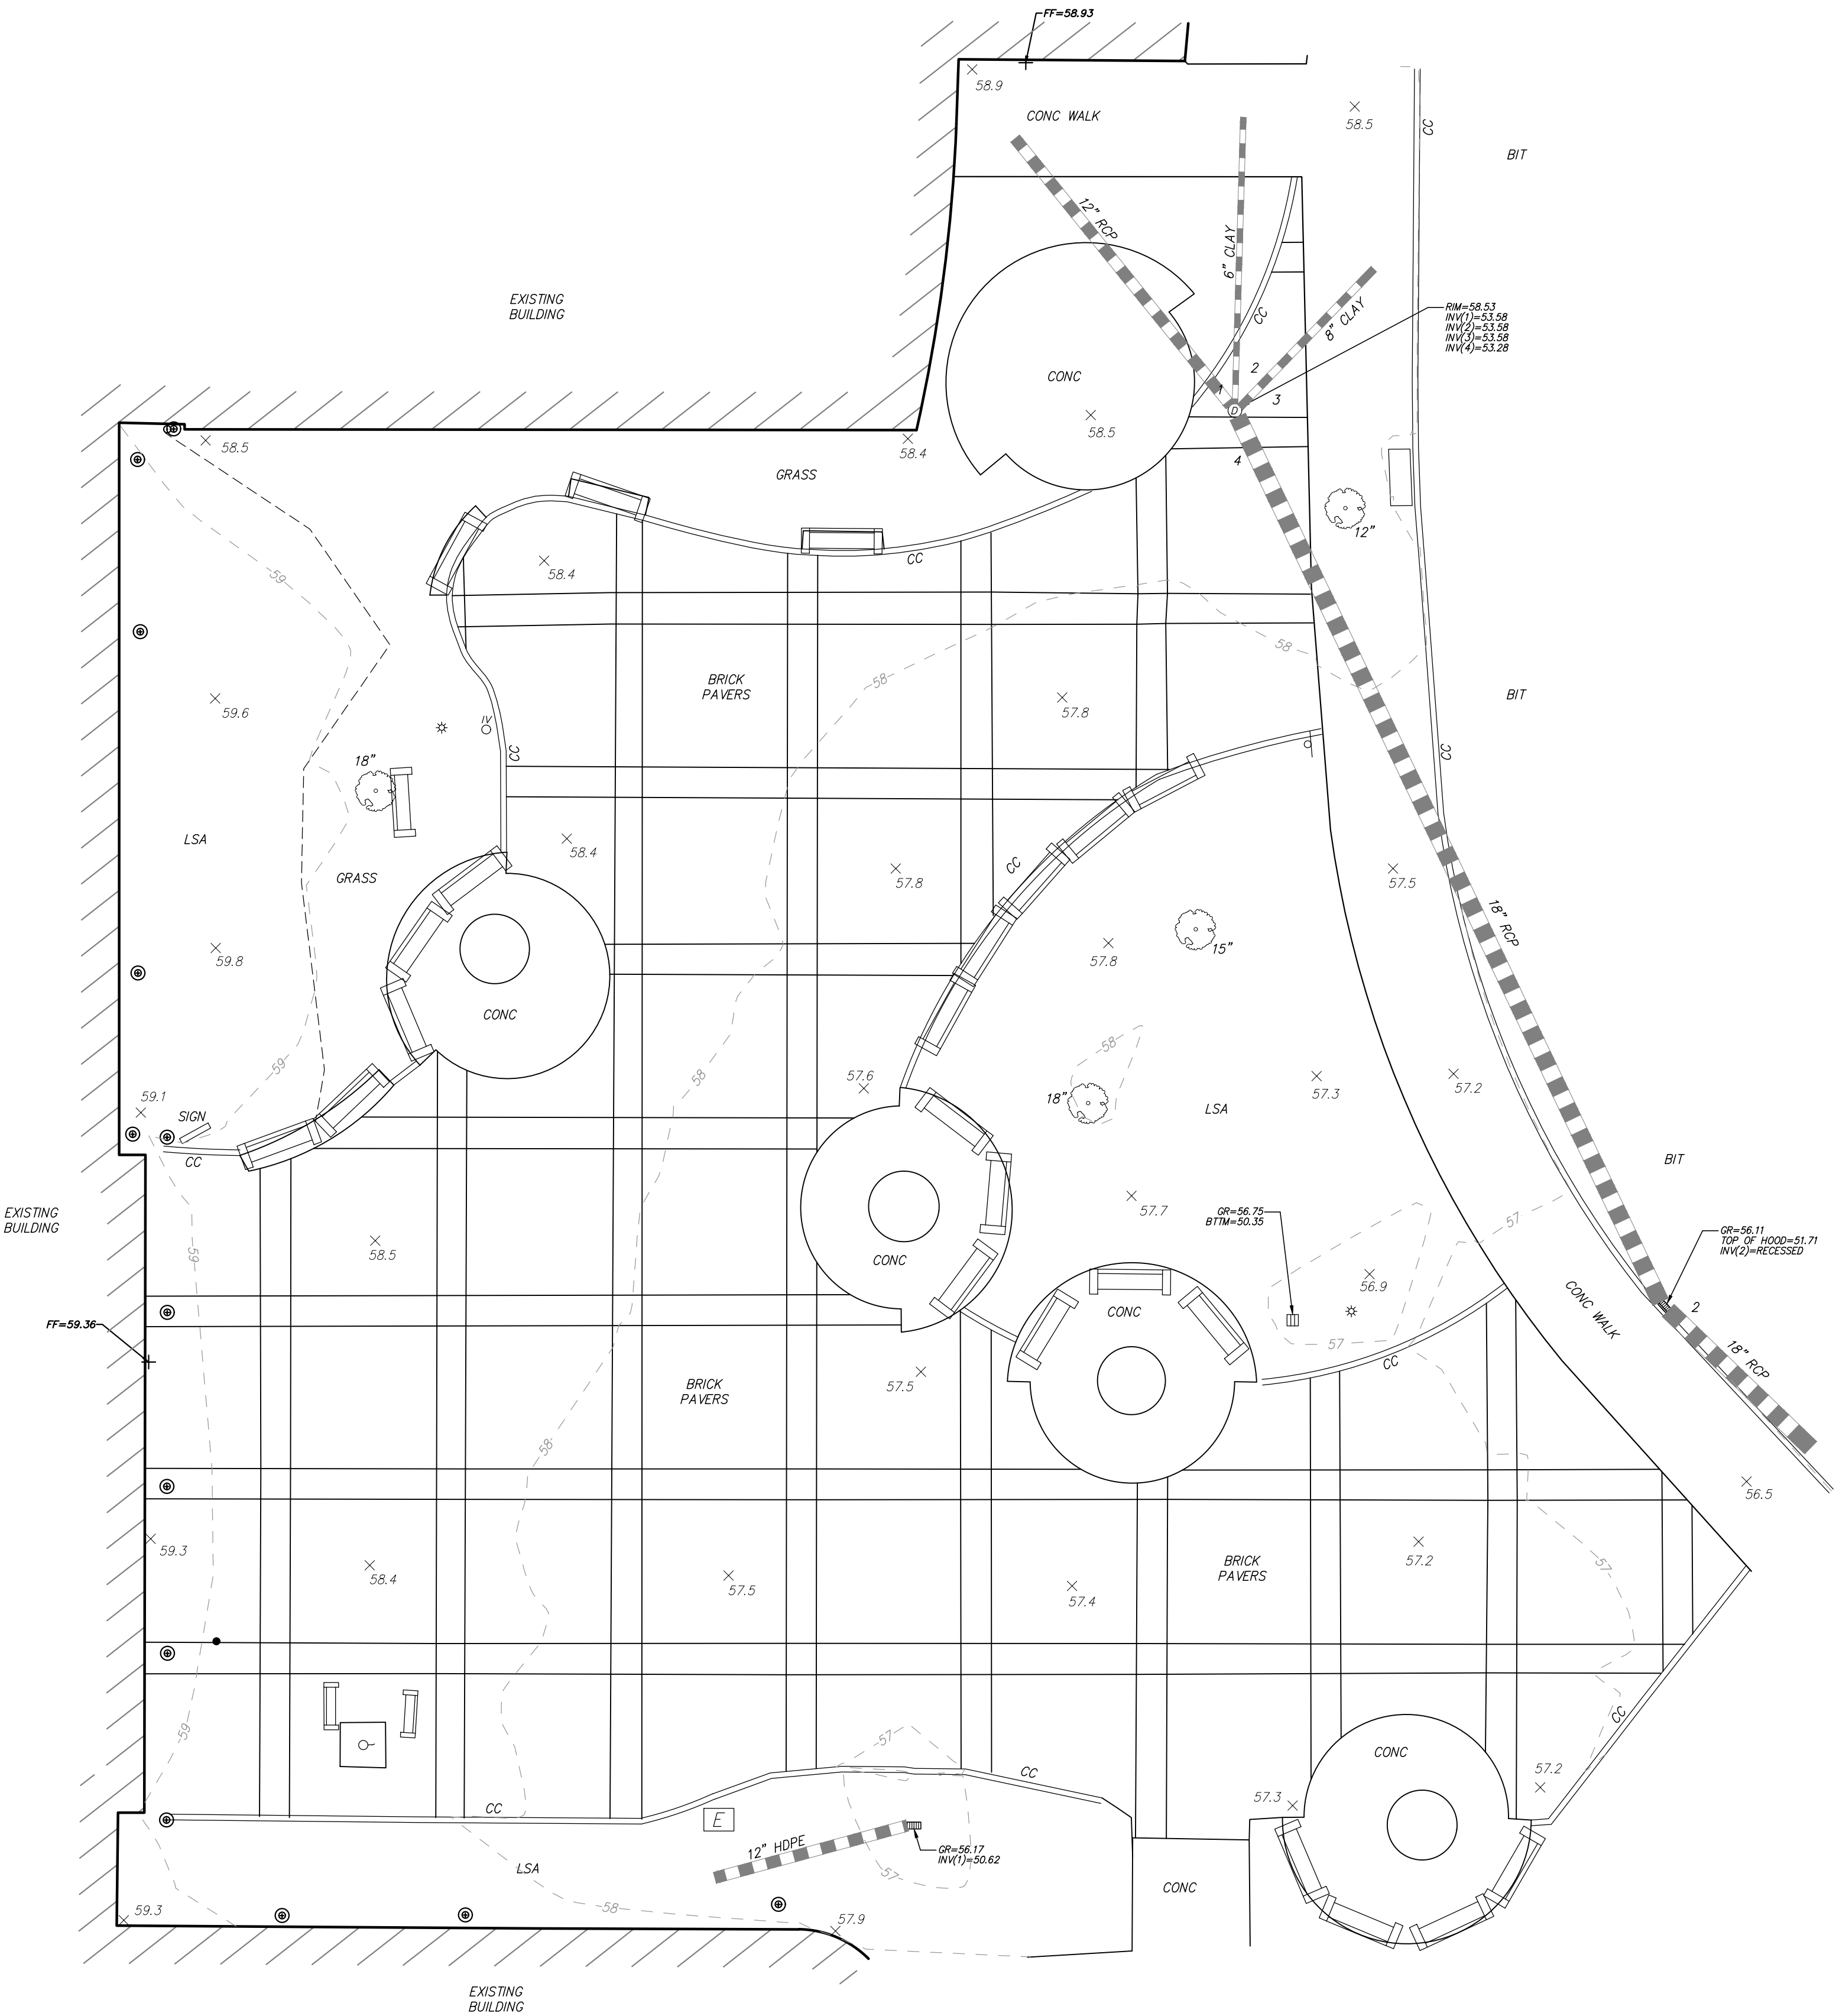 FF=58.93
58.9
CONC WALK
58.5
CC
BIT
12" RCP
6" CLAY
8" CLAY
CC
EXISTING
BUILDING
RIM=58.53
INV(1)=53.58
INV(2)=53.58
INV(3)=53.58
INV(4)=53.28
CONC
1
2
3
D
4
58.5
58.5
58.4
GRASS
12"
CC
58.4
59
58
58
BRICK
PAVERS
59.6
57.8
BIT
IV
CC
CC
18"
LSA
58.4
GRASS
57.8
CC
57.5
18" RCP
15"
57.8
59.8
CONC
58
59
58
59.1
SIGN
57.6
18"
LSA
57.3
57.2
CC
BIT
EXISTING
BUILDING
57.7
GR=56.75
BTTM=50.35
57
58.5
59
CONC
GR=56.11
TOP OF HOOD=51.71
INV(2)=RECESSED
56.9
CONC
CONC WALK
2
FF=59.36
57
18" RCP
CC
57.5
BRICK
PAVERS
58
56.5
59.3
58.4
57.5
57.4
BRICK
PAVERS
57.2
57
59
57
CC
CONC
CC
57.2
57.3
CC
E
12" HDPE
GR=56.17
INV(1)=50.62
LSA
57
CONC
59.3
58
57.9
EXISTING
BUILDING